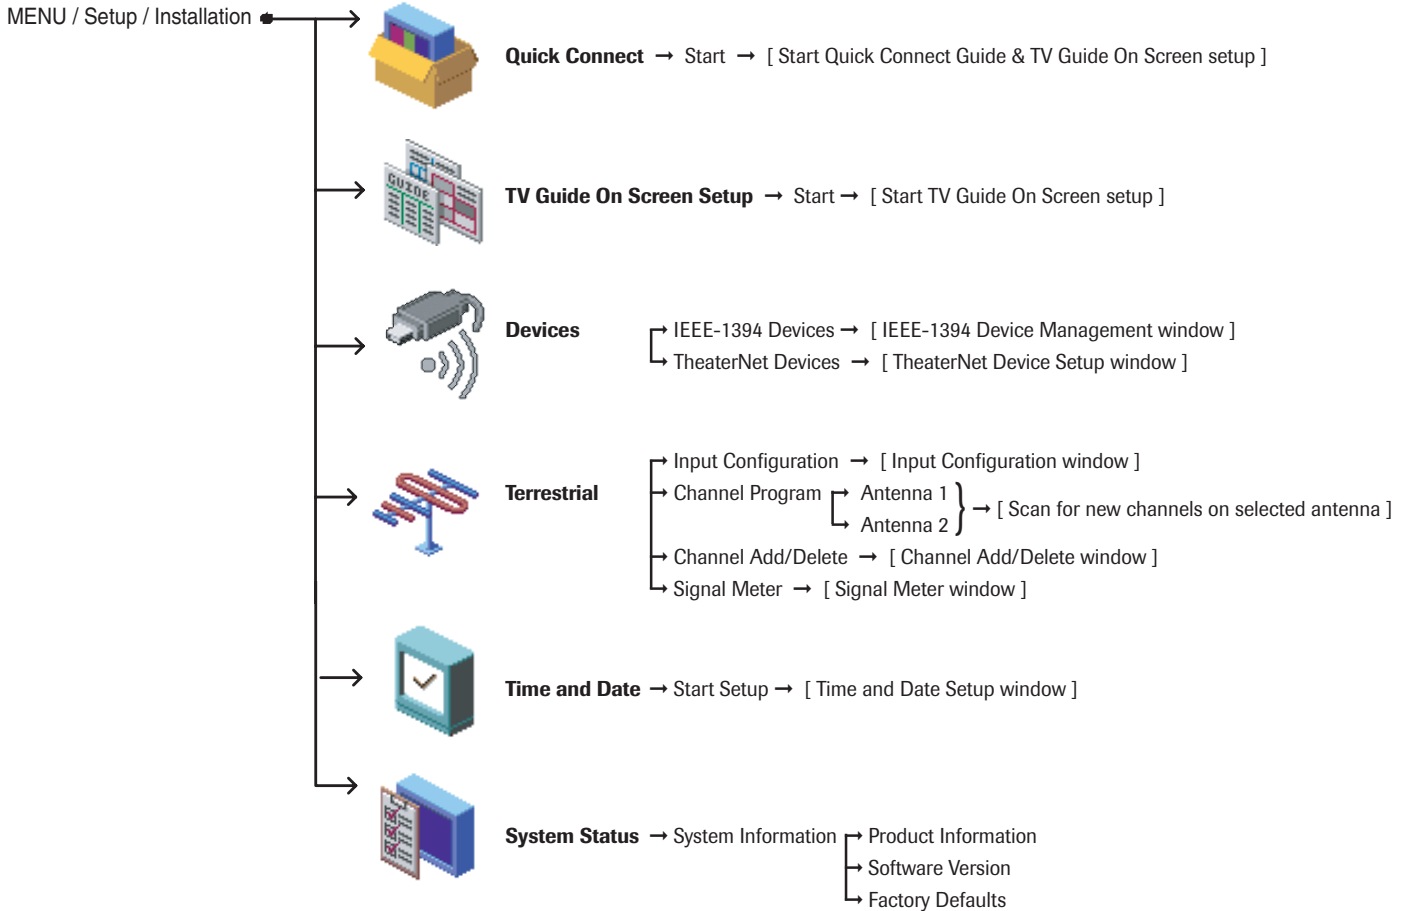 MENU / Setup / Installation
Quick Connect → Start → [ Start Quick Connect Guide & TV Guide On Screen setup ]
GUIDE
TV Guide On Screen Setup → Start → [ Start TV Guide On Screen setup ]
Devices
IEEE-1394 Devices → [ IEEE-1394 Device Management window ]
TheaterNet Devices → [ TheaterNet Device Setup window ]
Terrestrial
Input Configuration → [ Input Configuration window ]
Channel Program → Antenna 1
→ Antenna 2 } → [ Scan for new channels on selected antenna ]
Channel Add/Delete → [ Channel Add/Delete window ]
Signal Meter → [ Signal Meter window ]
Time and Date → Start Setup → [ Time and Date Setup window ]
System Status → System Information → Product Information
→ Software Version
→ Factory Defaults